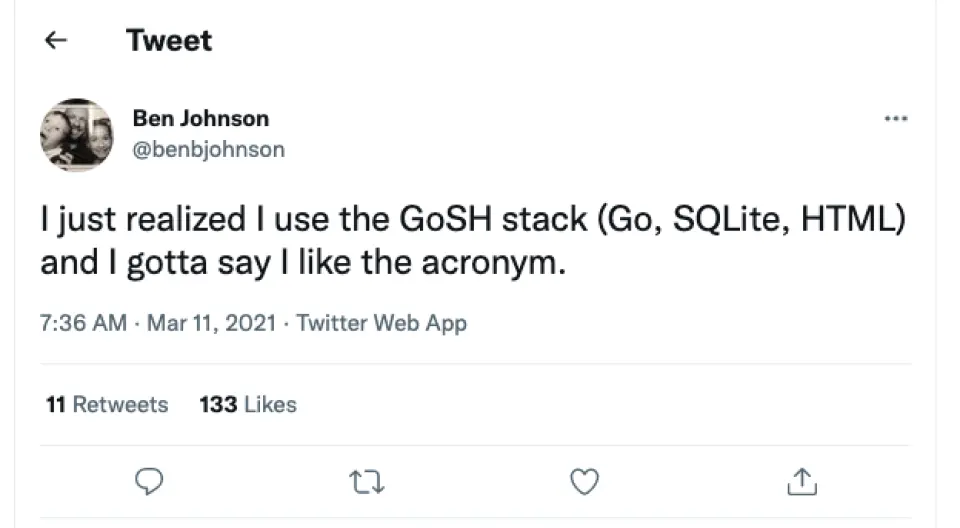 Tweet
Ben Johnson
@benbjohnson
I just realized I use the GoSH stack (Go, SQLite, HTML)
and I gotta say I like the acronym.
7:36 AM · Mar 11, 2021 · Twitter Web App
11 Retweets 133 Likes